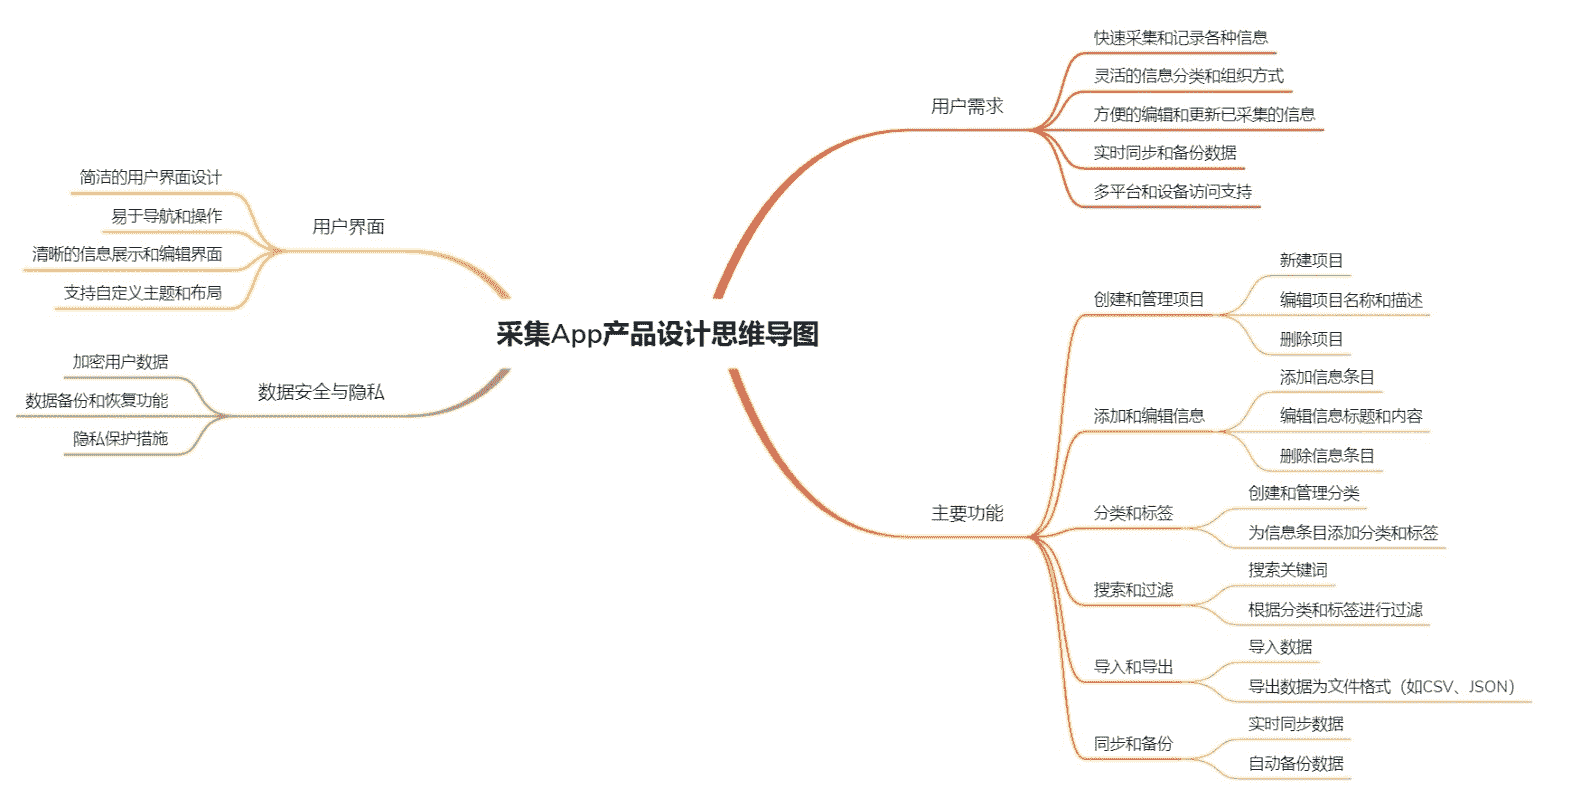 采集App产品设计思维导图
用户需求
快速采集和记录各种信息
灵活的信息分类和组织方式
方便的编辑和更新已采集的信息
实时同步和备份数据
多平台和设备访问支持
主要功能
创建和管理项目
新建项目
编辑项目名称和描述
删除项目
添加和编辑信息
添加信息条目
编辑信息标题和内容
删除信息条目
分类和标签
创建和管理分类
为信息条目添加分类和标签
搜索和过滤
搜索关键词
根据分类和标签进行过滤
导入和导出
导入数据
导出数据为文件格式（如CSV、JSON）
同步和备份
实时同步数据
自动备份数据
用户界面
简洁的用户界面设计
易于导航和操作
清晰的信息展示和编辑界面
支持自定义主题和布局
数据安全与隐私
加密用户数据
数据备份和恢复功能
隐私保护措施